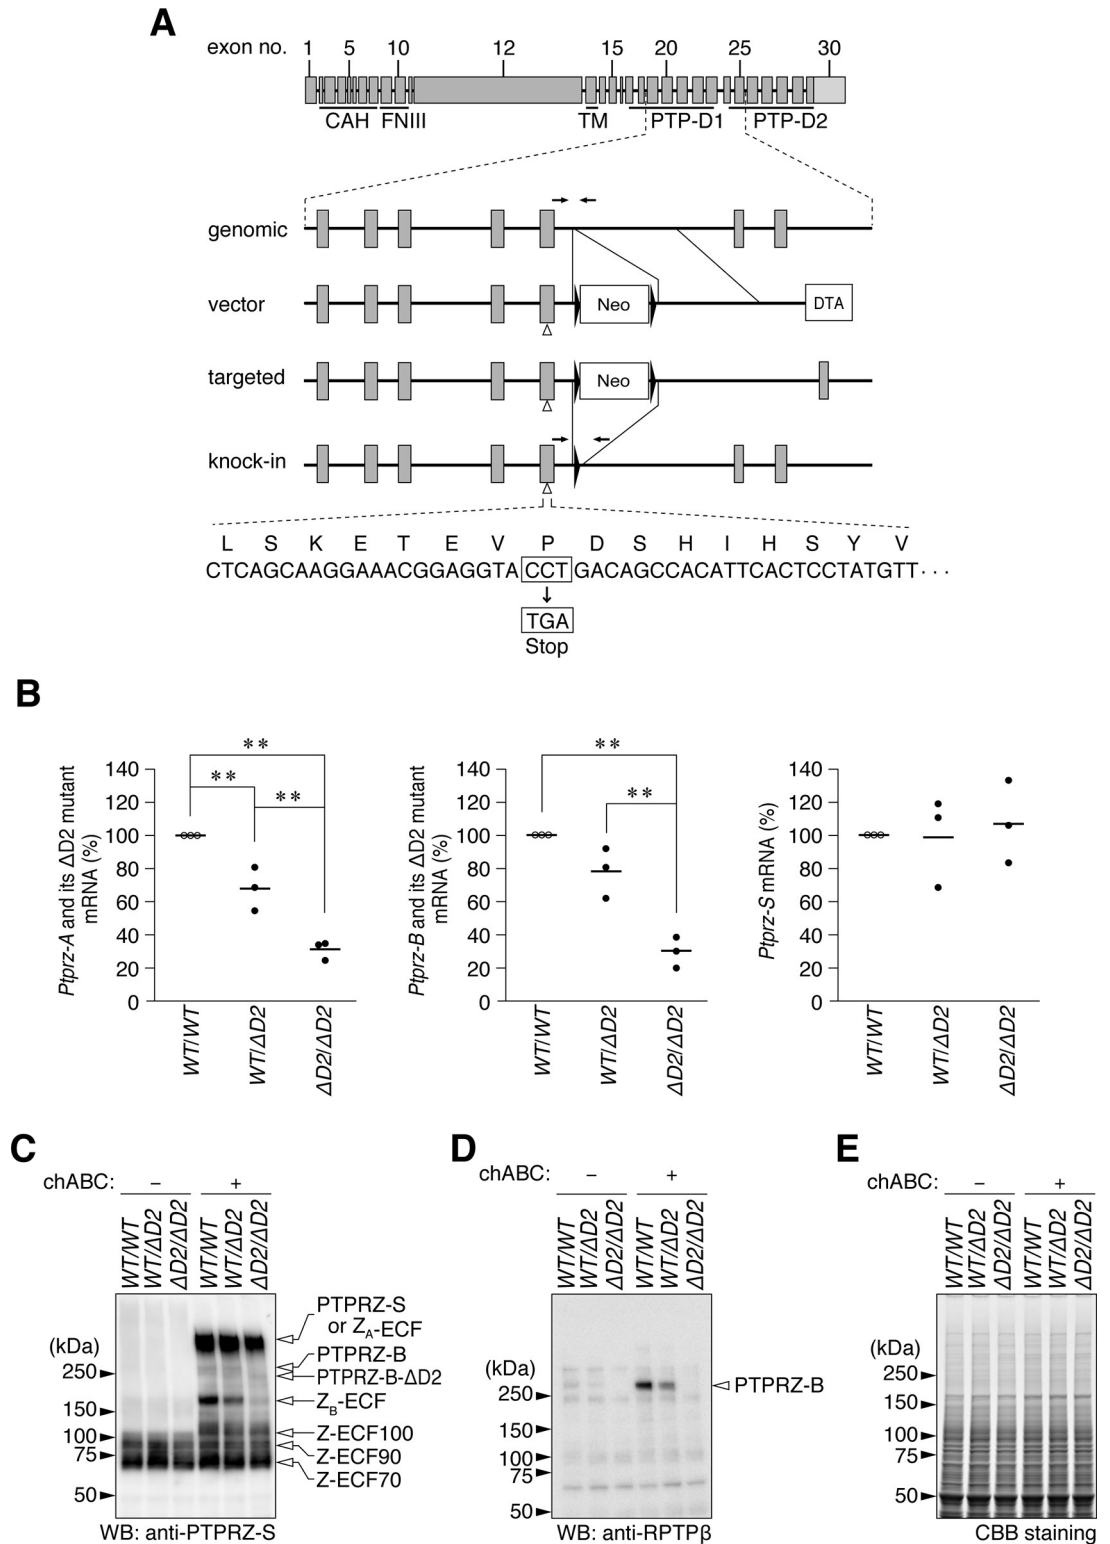 A
exon no. 1 5 10 12 15 20 25 30
CAH FNIII TM PTP-D1 PTP-D2
genomic
vector Neo DTA
targeted Neo
knock-in
L S K E T E V P D S H I H S Y V
CTCAGCAAGGAAACGGAGGTA CCT GACAGCCACATTCACTCCTATGTT···
TGA
Stop
B
Ptprz-A and its ΔD2 mutant
mRNA (%)
140
120
100
80
60
40
20
0
**
**
**
WT/WT WT/ΔD2 ΔD2/ΔD2
Ptprz-B and its ΔD2 mutant
mRNA (%)
140
120
100
80
60
40
20
0
**
**
WT/WT WT/ΔD2 ΔD2/ΔD2
Ptprz-S mRNA (%)
140
120
100
80
60
40
20
0
WT/WT WT/ΔD2 ΔD2/ΔD2
C
chABC: − +
WT/WT WT/ΔD2 ΔD2/ΔD2 WT/WT WT/ΔD2 ΔD2/ΔD2
(kDa)
250
150
100
75
50
PTPRZ-S
or ZA-ECF
PTPRZ-B
PTPRZ-B-ΔD2
ZB-ECF
Z-ECF100
Z-ECF90
Z-ECF70
WB: anti-PTPRZ-S
D
chABC: − +
WT/WT WT/ΔD2 ΔD2/ΔD2 WT/WT WT/ΔD2 ΔD2/ΔD2
(kDa)
250
150
100
75
50
PTPRZ-B
WB: anti-RPTPβ
E
chABC: − +
WT/WT WT/ΔD2 ΔD2/ΔD2 WT/WT WT/ΔD2 ΔD2/ΔD2
(kDa)
250
150
100
75
50
CBB staining